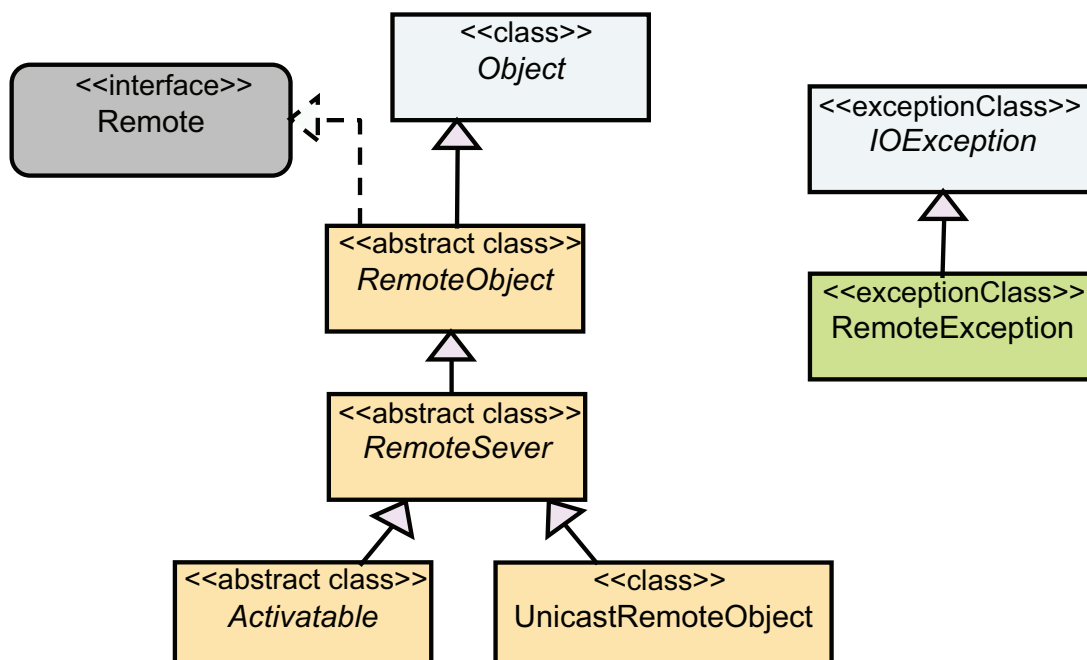 <<class>>
Object
<<interface>>
Remote
<<exceptionClass>>
IOException
<<abstract class>>
RemoteObject
<<exceptionClass>>
RemoteException
<<abstract class>>
RemoteSever
<<abstract class>>
Activatable
<<class>>
UnicastRemoteObject